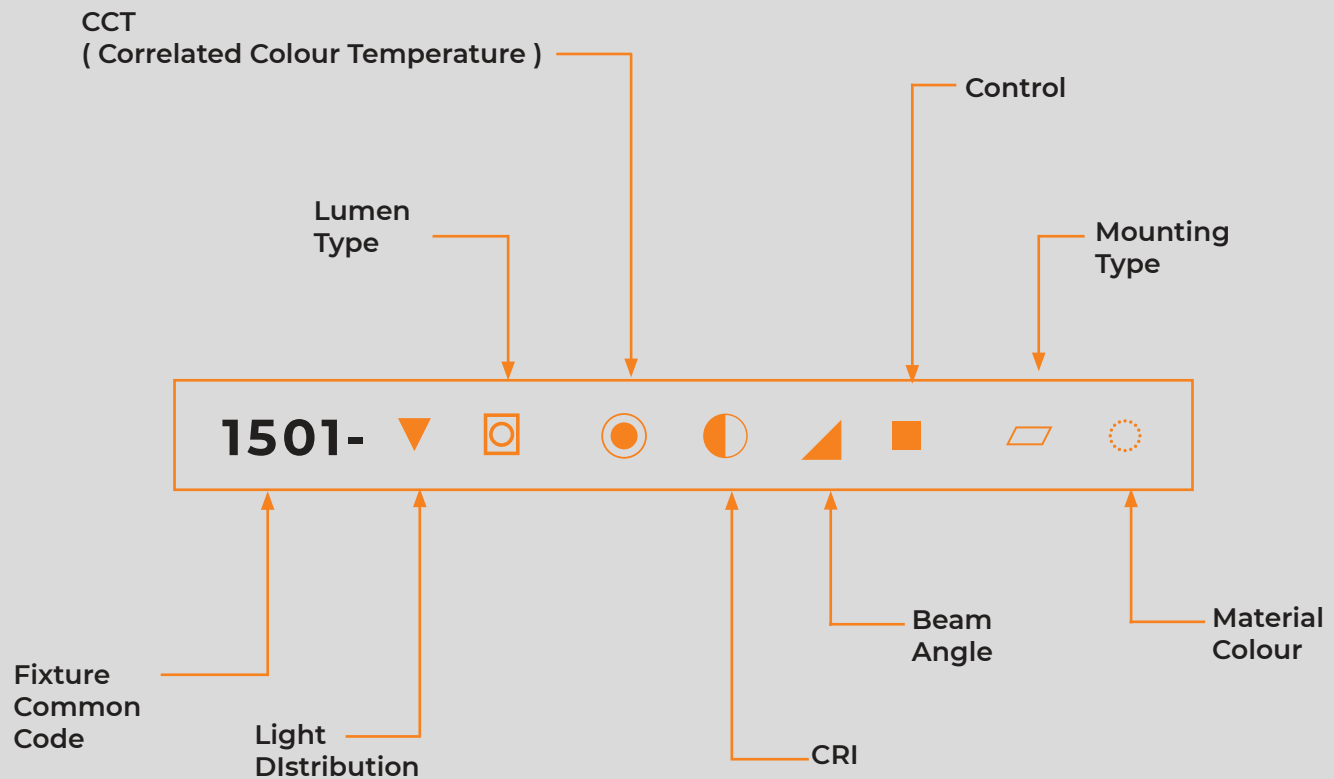 CCT
( Correlated Colour Temperature )
Control
Lumen
Type
Mounting
Type
1501-
Beam
Angle
Material
Colour
Fixture
Common
Code
Light
DIstribution
CRI